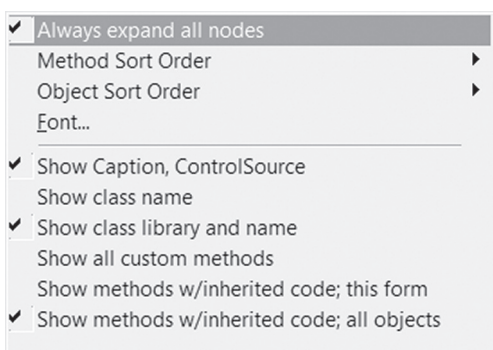 Always expand all nodes
Method Sort Order
Object Sort Order
Font...
Show Caption, ControlSource
Show class name
Show class library and name
Show all custom methods
Show methods w/inherited code; this form
Show methods w/inherited code; all objects